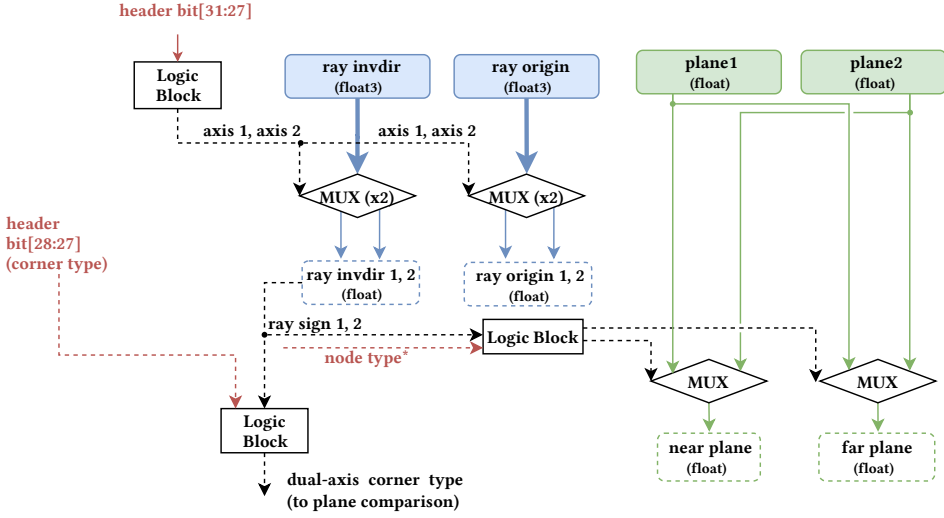 header bit[31:27]
Logic
Block
ray invdir
(float3)
ray origin
(float3)
plane1
(float)
plane2
(float)
axis 1, axis 2
axis 1, axis 2
MUX (x2)
MUX (x2)
header
bit[28:27]
(corner type)
ray invdir 1, 2
(float)
ray origin 1, 2
(float)
ray sign 1, 2
node type*
Logic Block
MUX
MUX
Logic
Block
near plane
(float)
far plane
(float)
dual-axis corner type
(to plane comparison)